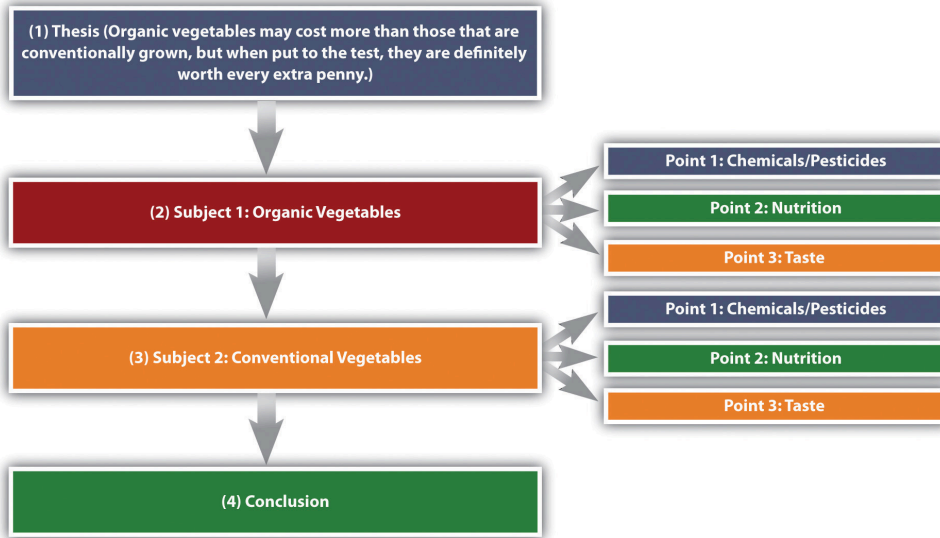 (1) Thesis (Organic vegetables may cost more than those that are
conventionally grown, but when put to the test, they are definitely
worth every extra penny.)
(2) Subject 1: Organic Vegetables
Point 1: Chemicals/Pesticides
Point 2: Nutrition
Point 3: Taste
(3) Subject 2: Conventional Vegetables
Point 1: Chemicals/Pesticides
Point 2: Nutrition
Point 3: Taste
(4) Conclusion